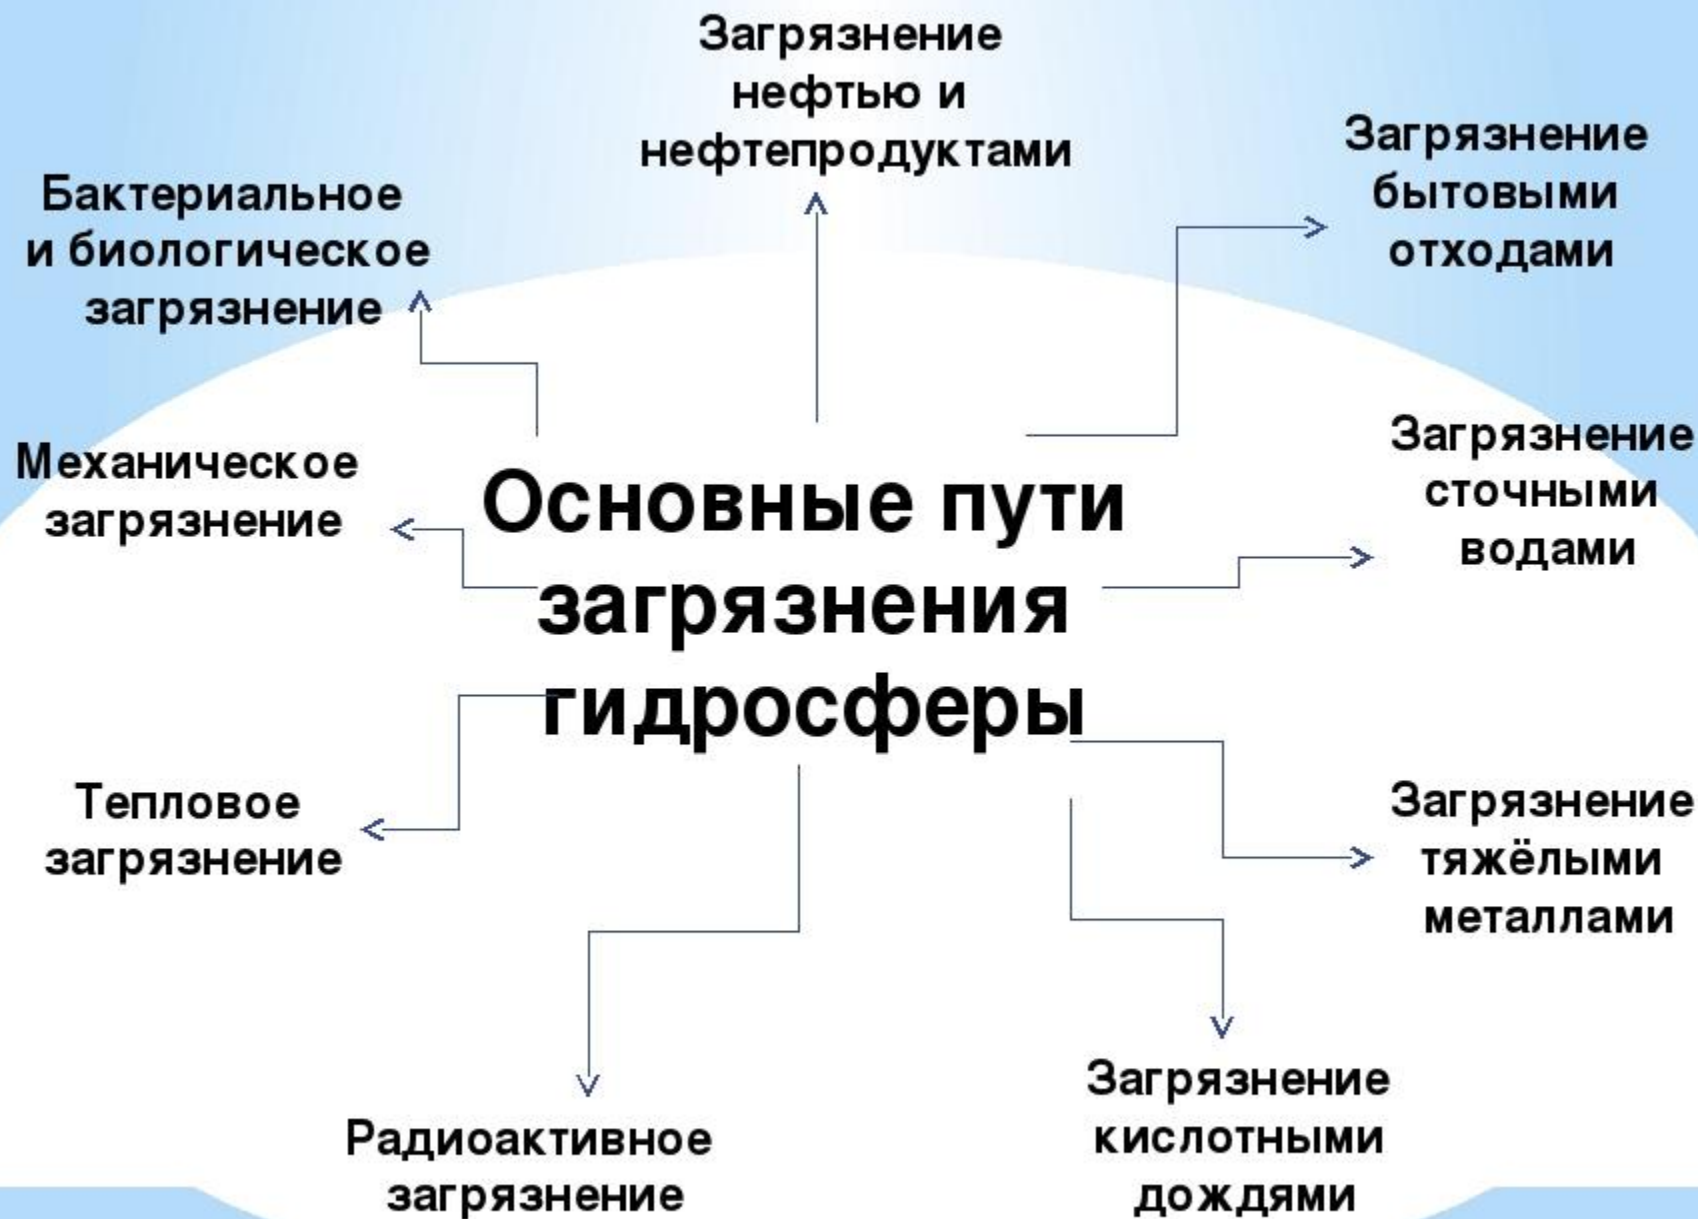 Загрязнение
нефтью и
нефтепродуктами
Загрязнение
бытовыми
отходами
Бактериальное
и биологическое
загрязнение
Механическое
загрязнение
Основные пути
загрязнения
гидросферы
Загрязнение
сточными
водами
Тепловое
загрязнение
Загрязнение
тяжёлыми
металлами
Радиоактивное
загрязнение
Загрязнение
кислотными
дождями